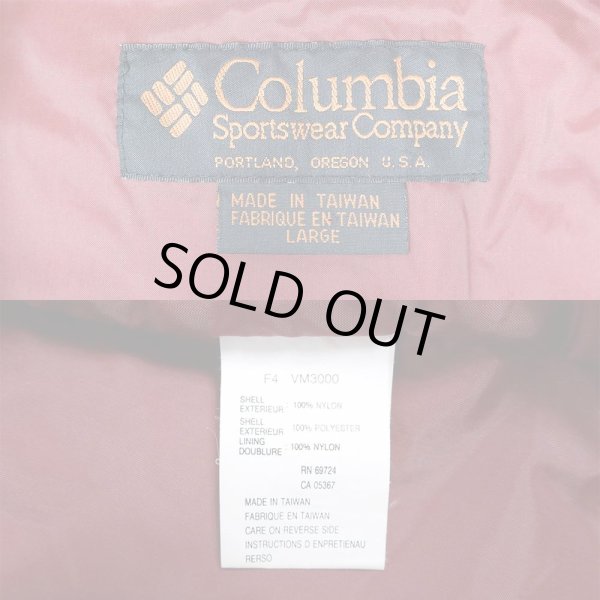 Columbia
Sportswear Company
PORTLAND, OREGON U.S.A.
MADE IN TAIWAN
FABRIQUE EN TAIWAN
LARGE
SOLD OUT
F4 VM3000
SHELL
EXTERIEUR : 100% NYLON
SHELL
EXTERIEUR : 100% POLYESTER
LINING
DOUBLURE : 100% NYLON
RN 69724
CA 05367
MADE IN TAIWAN
FABRIQUE EN TAIWAN
CARE ON REVERSE SIDE
INSTRUCTIONS D ENPRETIENAU
RERSO